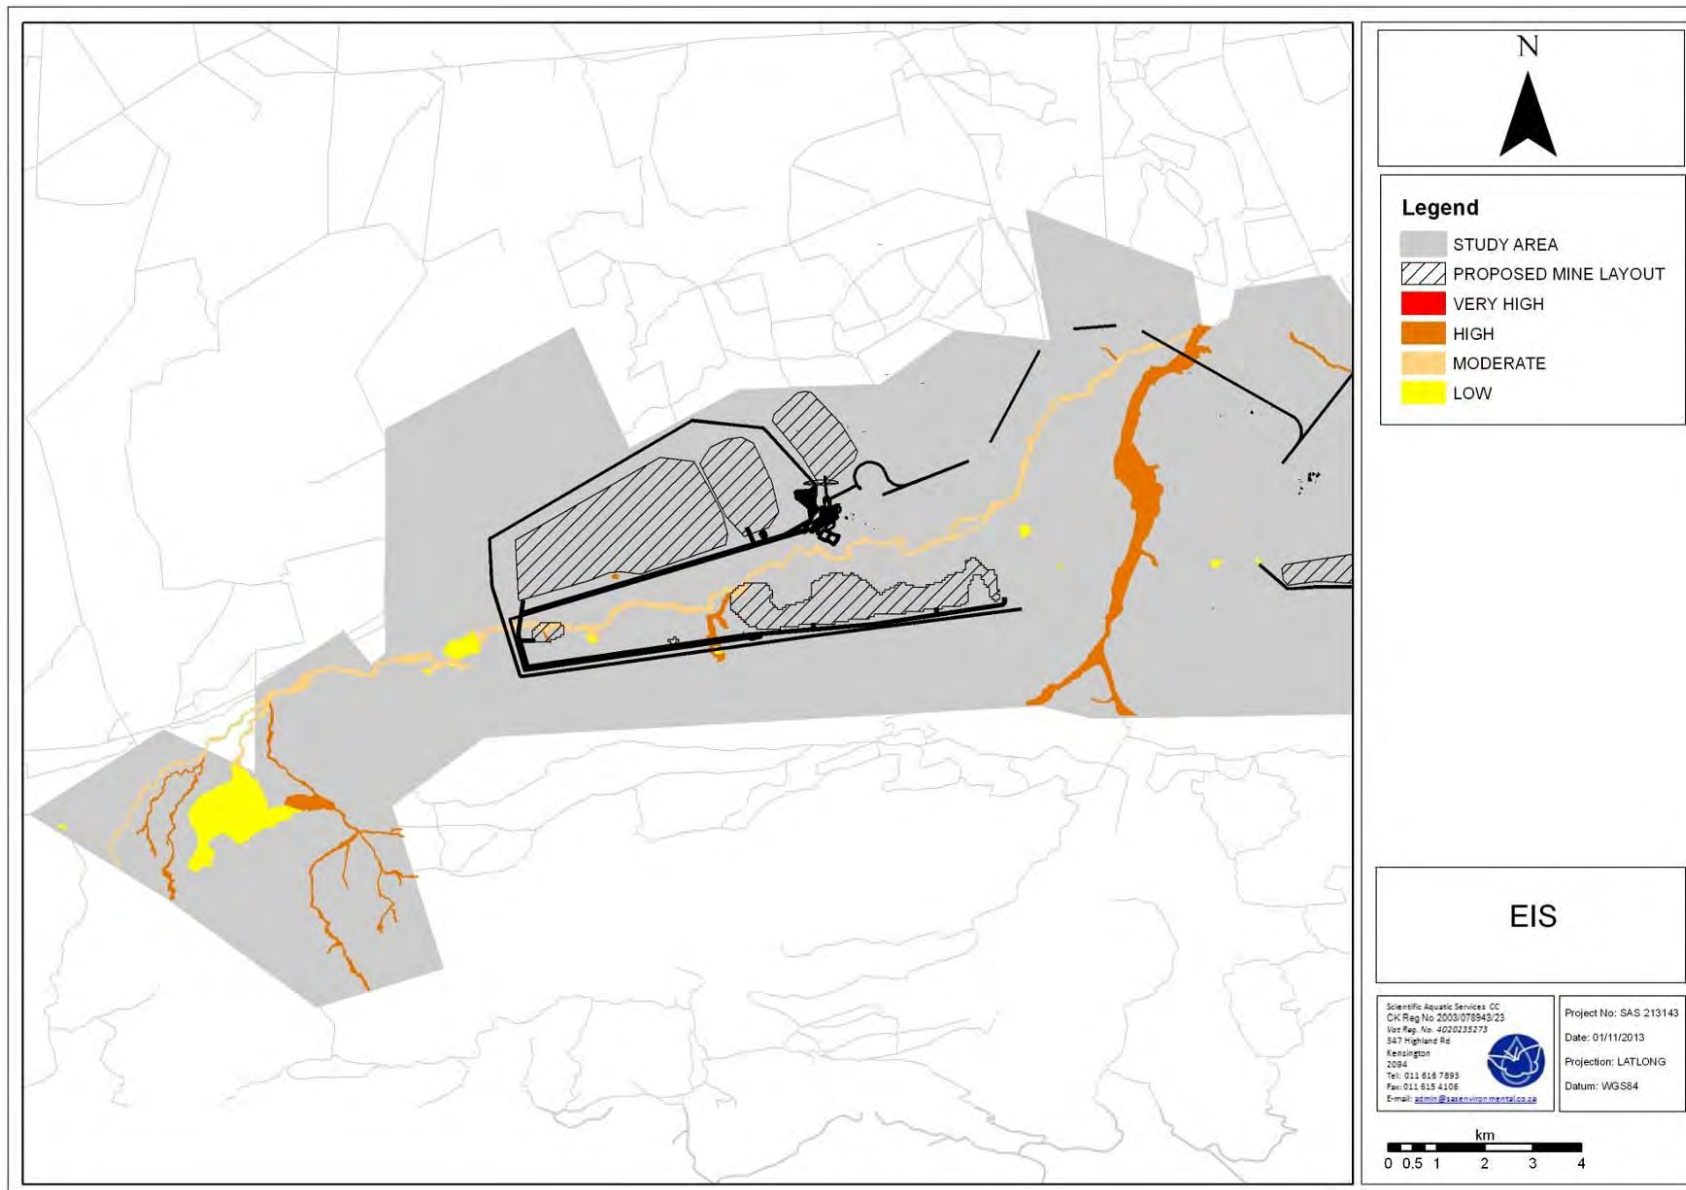 N
Legend
STUDY AREA
PROPOSED MINE LAYOUT
VERY HIGH
HIGH
MODERATE
LOW
EIS
Scientific Aquatic Services CC
CK Reg No 2003/078943/23
Vat Reg. No. 4020235273
347 Highland Rd
Kensington
2094
Tel: 011 616 7893
Fax: 011 615 4106
E-mail: admin@sasenvironmental.co.za
Project No: SAS 213143
Date: 01/11/2013
Projection: LATLONG
Datum: WGS84
km
0 0.5 1 2 3 4